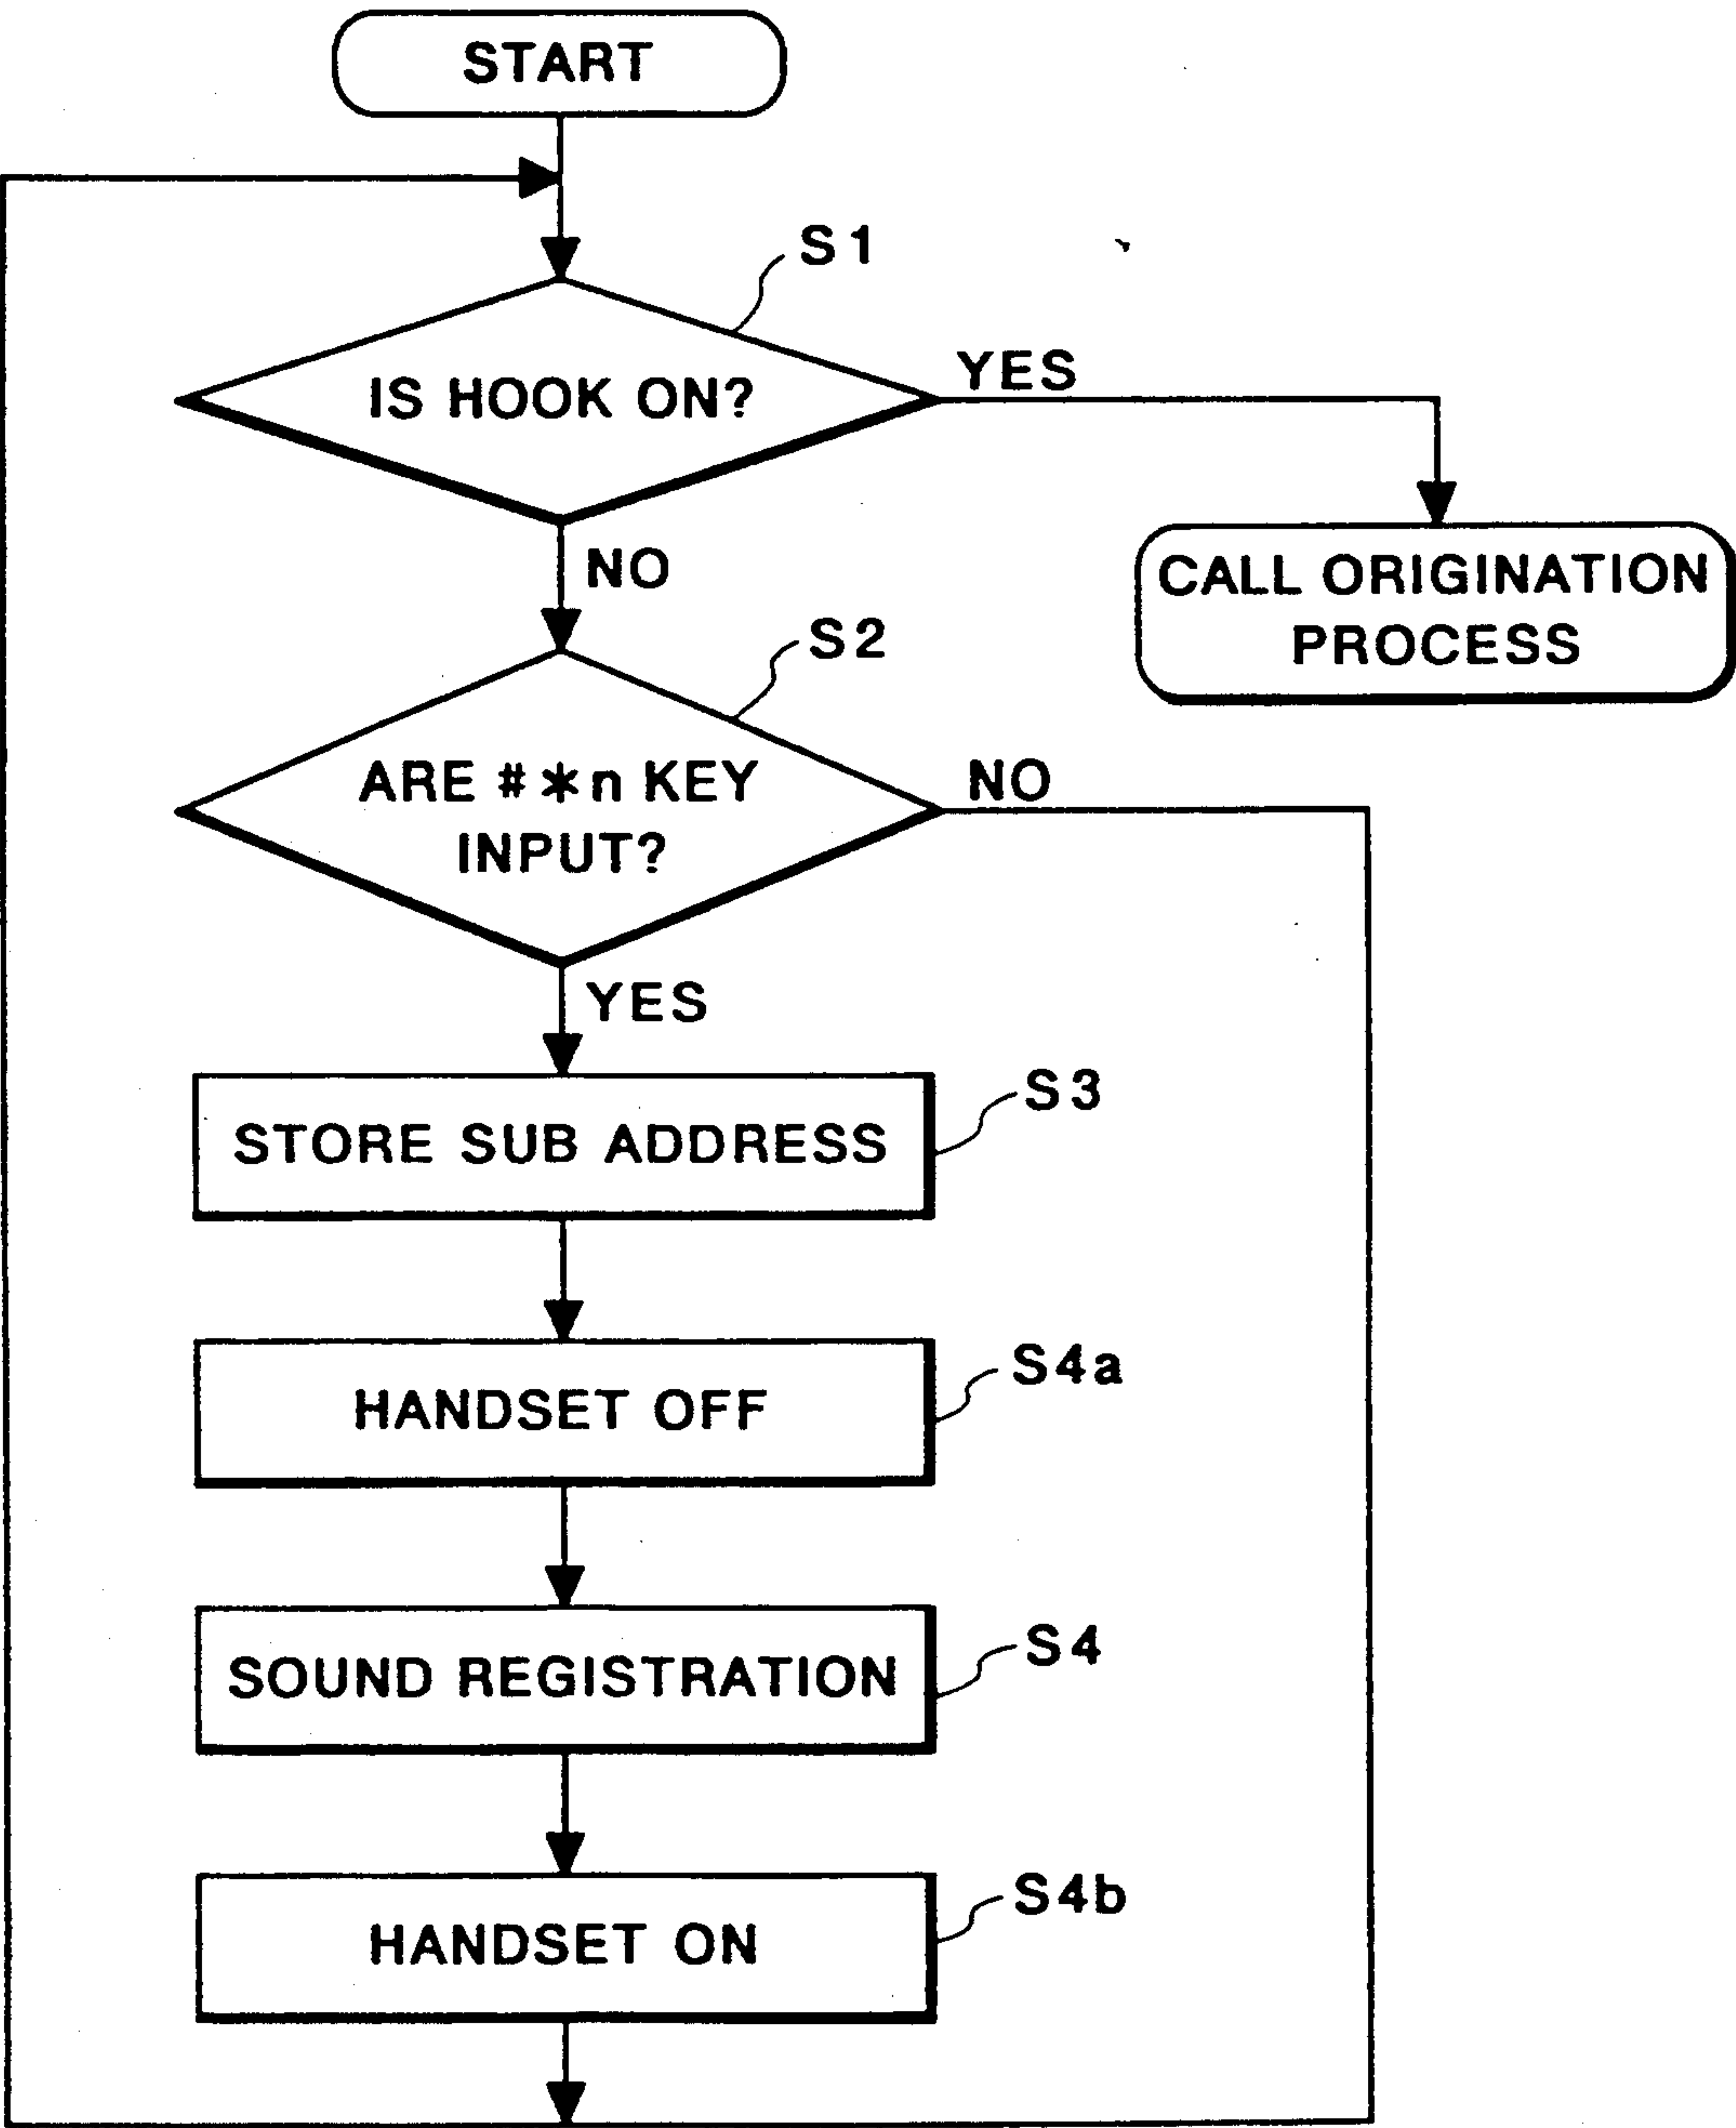 START
S1
IS HOOK ON?
YES
NO
CALL ORIGINATION
PROCESS
S2
ARE #*n KEY
INPUT?
NO
YES
S3
STORE SUB ADDRESS
S4a
HANDSET OFF
S4
SOUND REGISTRATION
S4b
HANDSET ON